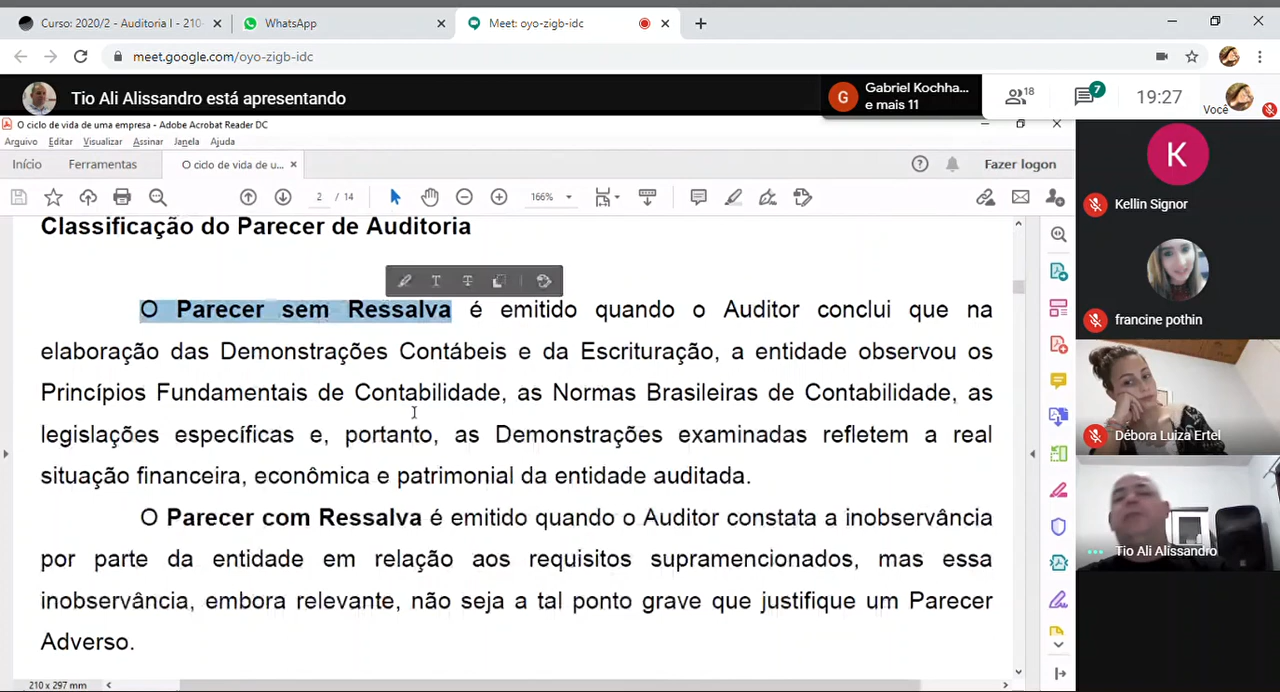 Curso: 2020/2 - Auditoria I - 210
WhatsApp
Meet: oyo-zigb-idc
meet.google.com/oyo-zigb-idc
Tio Ali Alissandro está apresentando
G
Gabriel Kochha...
e mais 11
18
7
19:27
Você
O ciclo de vida de uma empresa - Adobe Acrobat Reader DC
Arquivo Editar Visualizar Assinar Janela Ajuda
Início Ferramentas O ciclo de vida de u... Fazer logon
2 / 14 166%
Classificação do Parecer de Auditoria
O Parecer sem Ressalva é emitido quando o Auditor conclui que na
elaboração das Demonstrações Contábeis e da Escrituração, a entidade observou os
Princípios Fundamentais de Contabilidade, as Normas Brasileiras de Contabilidade, as
legislações específicas e, portanto, as Demonstrações examinadas refletem a real
situação financeira, econômica e patrimonial da entidade auditada.
O Parecer com Ressalva é emitido quando o Auditor constata a inobservância
por parte da entidade em relação aos requisitos supramencionados, mas essa
inobservância, embora relevante, não seja a tal ponto grave que justifique um Parecer
Adverso.
210 x 297 mm
K
Kellin Signor
francine pothin
Débora Luiza Ertel
Tio Ali Alissandro